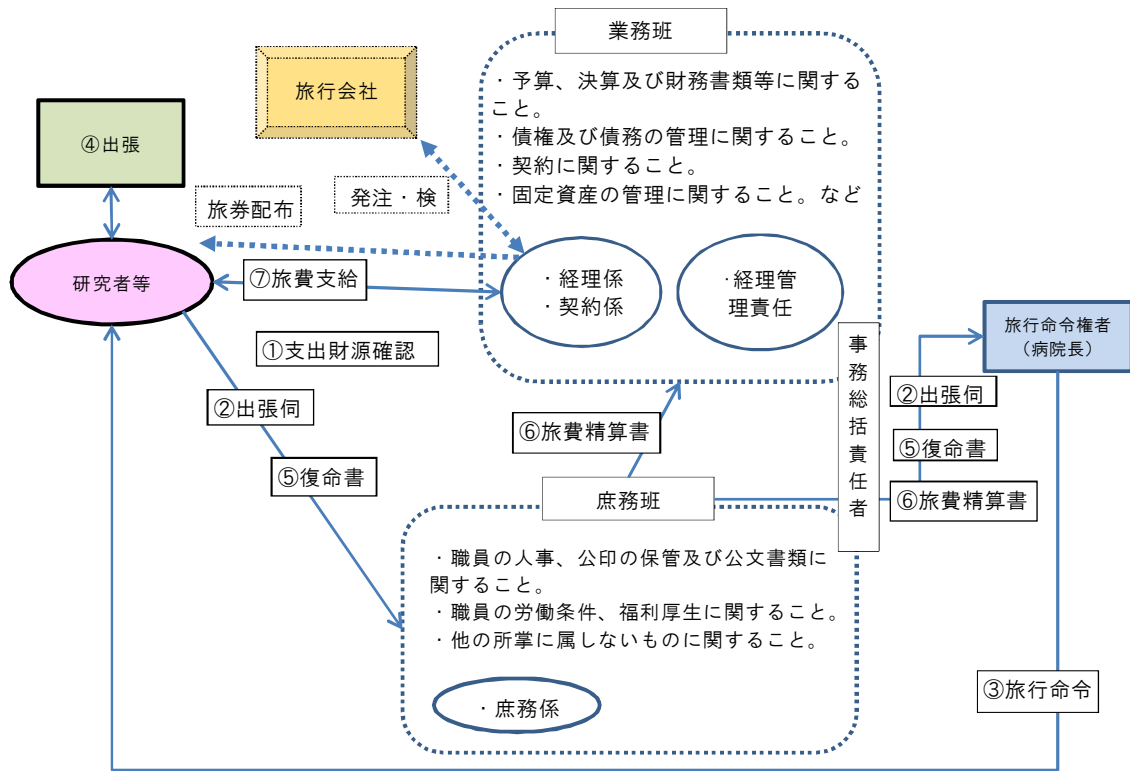 業務班
旅行会社
・予算、決算及び財務書類等に関する
こと。
・債権及び債務の管理に関すること。
・契約に関すること。
・固定資産の管理に関すること。など
④出張
発注・検
旅券配布
研究者等
⑦旅費支給
・経理係
・契約係
・経理管
理責任
①支出財源確認
旅行命令権者
（病院長）
事務総括責任者
②出張伺
②出張伺
⑥旅費精算書
⑤復命書
⑤復命書
庶務班
⑥旅費精算書
・職員の人事、公印の保管及び公文書類に
関すること。
・職員の労働条件、福利厚生に関すること。
・他の所掌に属しないものに関すること。
③旅行命令
・庶務係